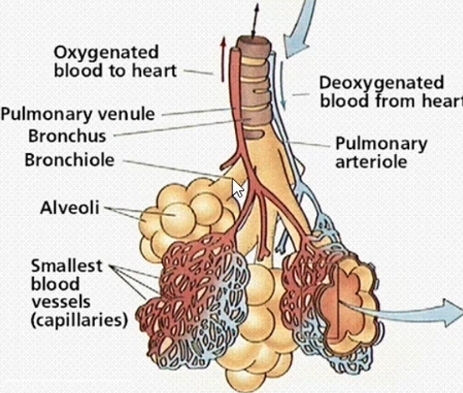 Oxygenated
blood to heart
Deoxygenated
blood from heart
Pulmonary venule
Bronchus
Bronchiole
Pulmonary
arteriole
Alveoli
Smallest
blood
vessels
(capillaries)